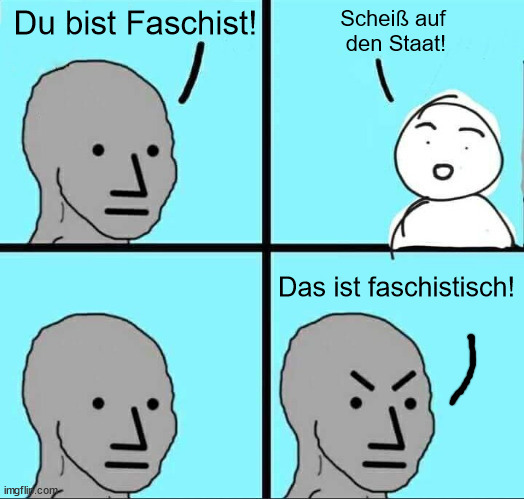 Du bist Faschist!
Scheiß auf
den Staat!
Das ist faschistisch!
imgflip.com